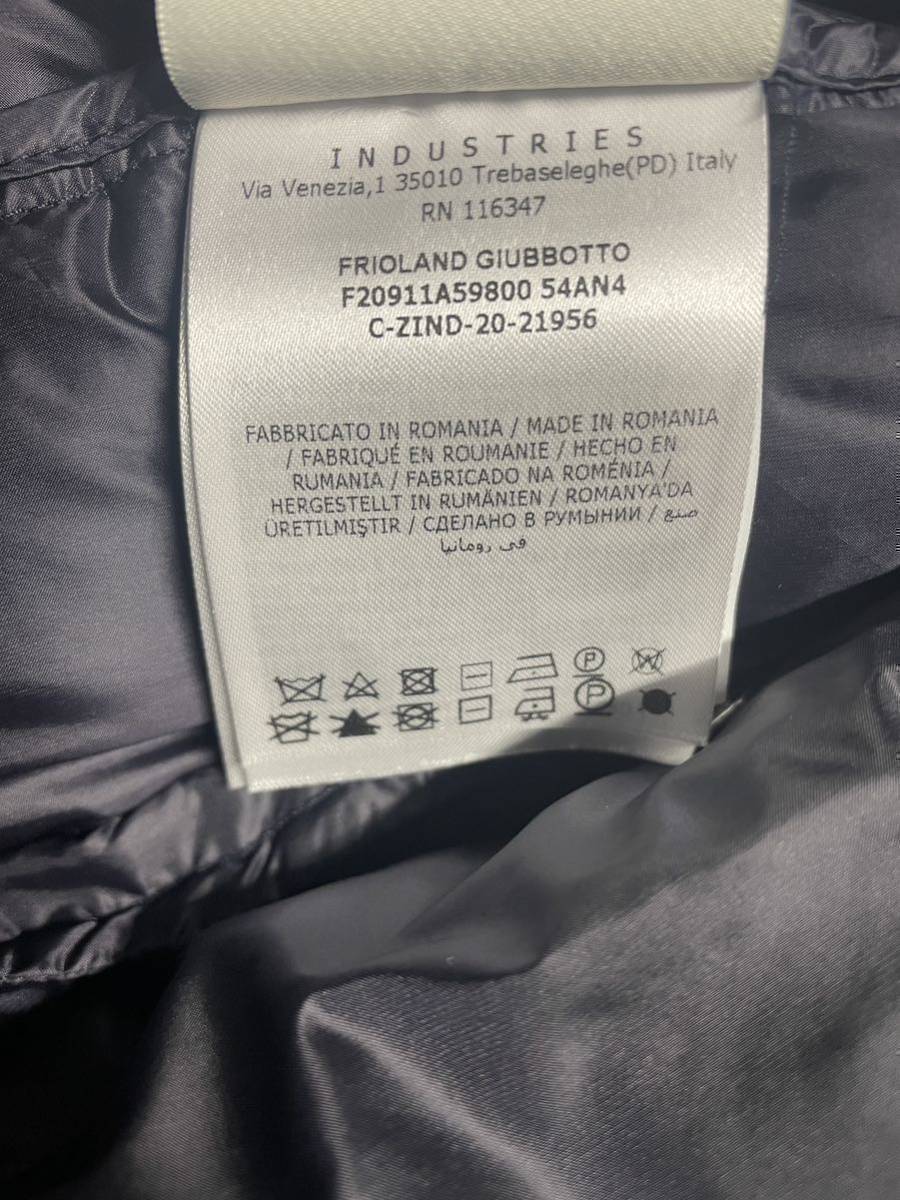 INDUSTRIES
Via Venezia,1 35010 Trebaseleghe(PD) Italy
RN 116347
FRIOLAND GIUBBOTTO
F20911A59800 54AN4
C-ZIND-20-21956
FABBRICATO IN ROMANIA / MADE IN ROMANIA
/ FABRIQUÉ EN ROUMANIE / HECHO EN
RUMANIA / FABRICADO NA ROMÉNIA /
HERGESTELLT IN RUMÄNIEN / ROMANYA'DA
ÜRETILMIŞTIR / СДЕЛАНО В РУМЫНИИ / صنع
في رومانيا
P W
P